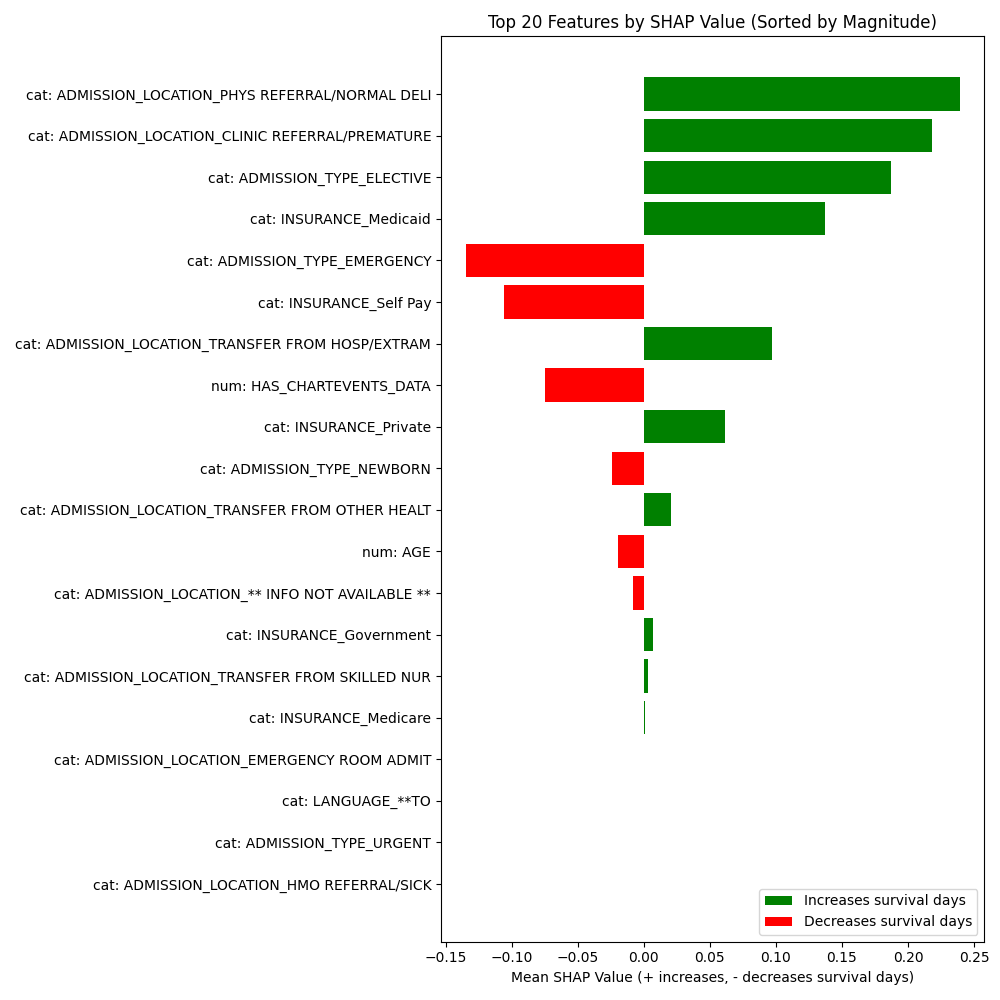 Top 20 Features by SHAP Value (Sorted by Magnitude)
cat: ADMISSION_LOCATION_PHYS REFERRAL/NORMAL DELI
cat: ADMISSION_LOCATION_CLINIC REFERRAL/PREMATURE
cat: ADMISSION_TYPE_ELECTIVE
cat: INSURANCE_Medicaid
cat: ADMISSION_TYPE_EMERGENCY
cat: INSURANCE_Self Pay
cat: ADMISSION_LOCATION_TRANSFER FROM HOSP/EXTRAM
num: HAS_CHARTEVENTS_DATA
cat: INSURANCE_Private
cat: ADMISSION_TYPE_NEWBORN
cat: ADMISSION_LOCATION_TRANSFER FROM OTHER HEALT
num: AGE
cat: ADMISSION_LOCATION_** INFO NOT AVAILABLE **
cat: INSURANCE_Government
cat: ADMISSION_LOCATION_TRANSFER FROM SKILLED NUR
cat: INSURANCE_Medicare
cat: ADMISSION_LOCATION_EMERGENCY ROOM ADMIT
cat: LANGUAGE_**TO
cat: ADMISSION_TYPE_URGENT
cat: ADMISSION_LOCATION_HMO REFERRAL/SICK
Increases survival days
Decreases survival days
−0.15 −0.10 −0.05 0.00 0.05 0.10 0.15 0.20 0.25
Mean SHAP Value (+ increases, - decreases survival days)